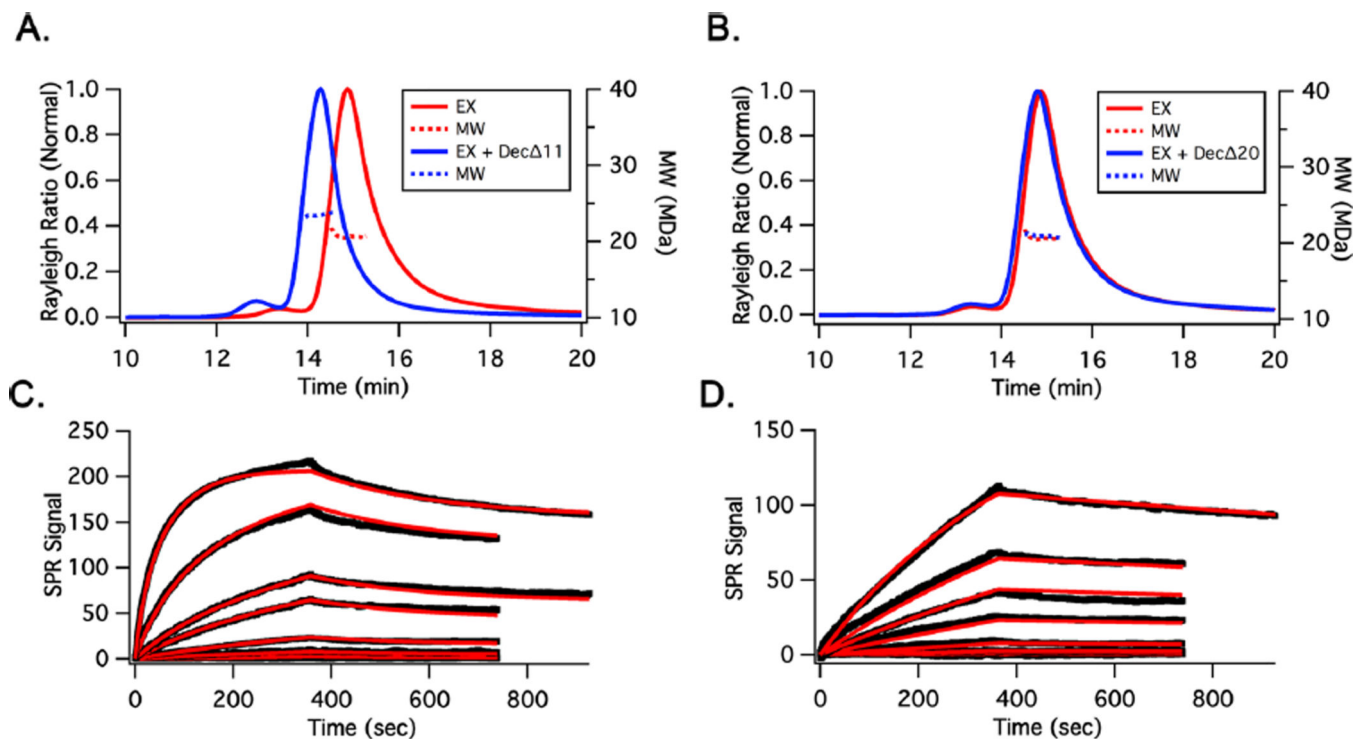 A.
Rayleigh Ratio (Normal)
1.0
0.8
0.6
0.4
0.2
0.0
EX
MW
EX + DecΔ11
MW
40
30
20
10
MW (MDa)
10 12 14 16 18 20
Time (min)
B.
Rayleigh Ratio (Normal)
1.0
0.8
0.6
0.4
0.2
0.0
EX
MW
EX + DecΔ20
MW
40
30
20
10
MW (MDa)
10 12 14 16 18 20
Time (min)
C.
SPR Signal
250
200
150
100
50
0
0 200 400 600 800
Time (sec)
D.
SPR Signal
150
100
50
0
0 200 400 600 800
Time (sec)